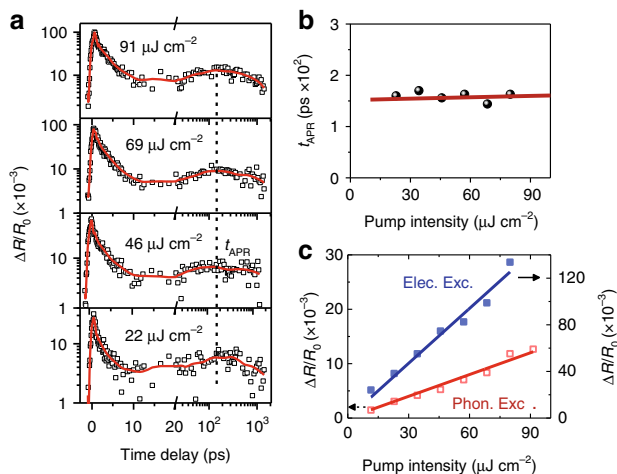 a
91 μJ cm⁻²
69 μJ cm⁻²
46 μJ cm⁻²
t_APR
22 μJ cm⁻²
100
10
10
1
10
1
10
1
ΔR/R₀ (×10⁻³)
0 10 20 10² 10³
Time delay (ps)
b
3
2
1
0
t_APR (ps ×10²)
0 30 60 90
Pump intensity (μJ cm⁻²)
c
30
20
10
0
ΔR/R₀ (×10⁻³)
Elec. Exc.
Phon. Exc .
120
80
40
0
ΔR/R₀ (×10⁻³)
0 30 60 90
Pump intensity (μJ cm⁻²)